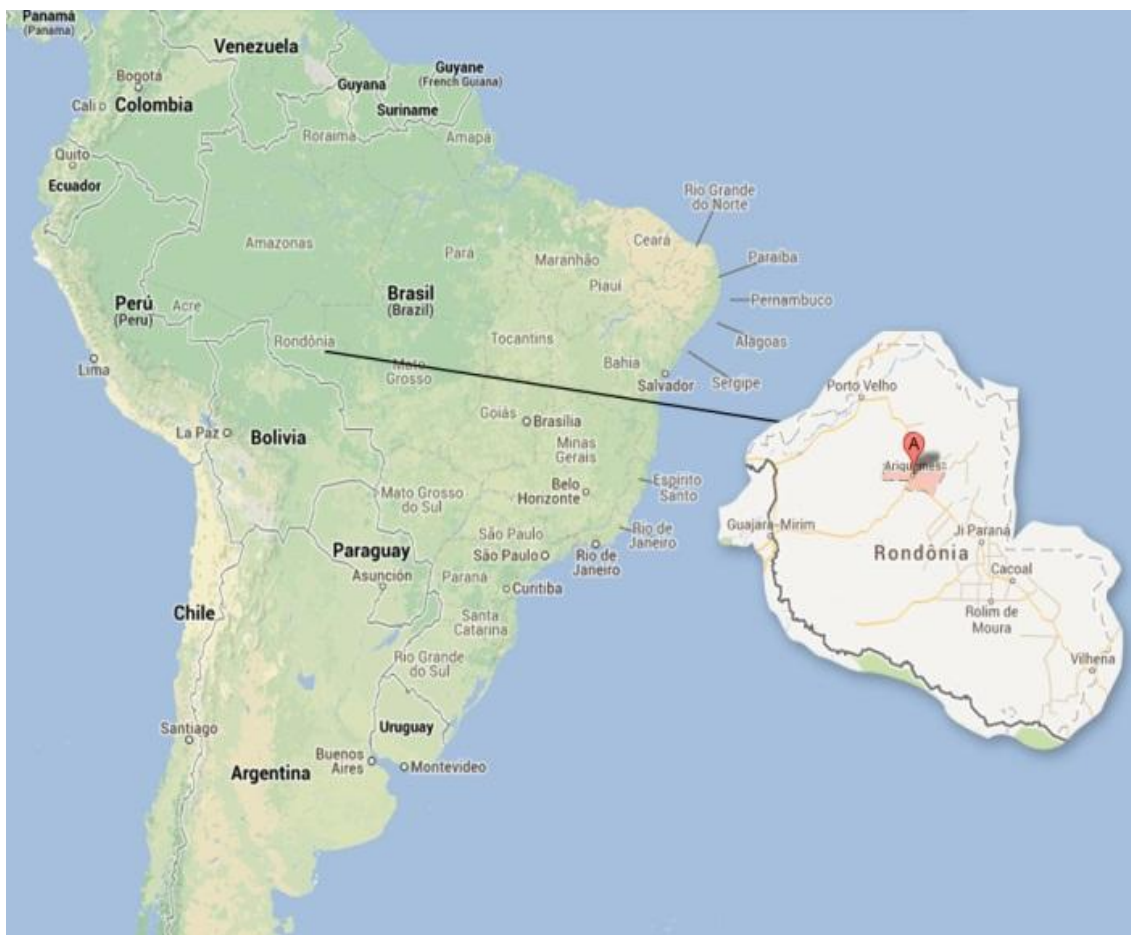 Panamá
(Panama)
Venezuela
Bogotá
Cali
Colombia
Guyana
Guyane
(French Guiana)
Suriname
Roraima
Amapá
Quito
Ecuador
Amazonas
Pará
Maranhão
Ceará
Rio Grande
do Norte
Piauí
Paraíba
Pernambuco
Alagoas
Sergipe
Perú
(Peru)
Acre
Brasil
(Brazil)
Rondônia
Tocantins
Mato
Grosso
Bahia
Salvador
Lima
La Paz
Bolivia
Goiás
Brasília
Minas
Gerais
Espírito
Santo
Belo
Horizonte
Mato Grosso
do Sul
São Paulo
São Paulo
Rio de
Janeiro
Rio de
Janeiro
Paraguay
Asunción
Paraná
Curitiba
Santa
Catarina
Chile
Rio Grande
do Sul
Uruguay
Santiago
Buenos
Aires
Montevideo
Argentina
Porto Velho
A
Ariquemes
Guajará-Mirim
Ji Paraná
Rondônia
Cacoal
Rolim de
Moura
Vilhena